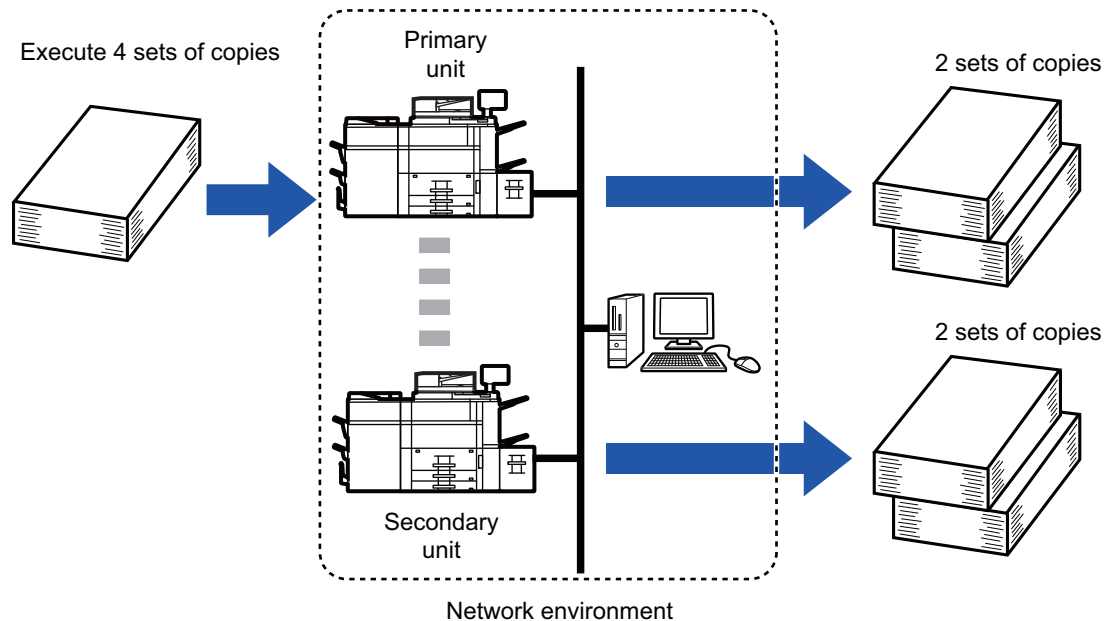 Execute 4 sets of copies
Primary
unit
2 sets of copies
2 sets of copies
Secondary
unit
Network environment